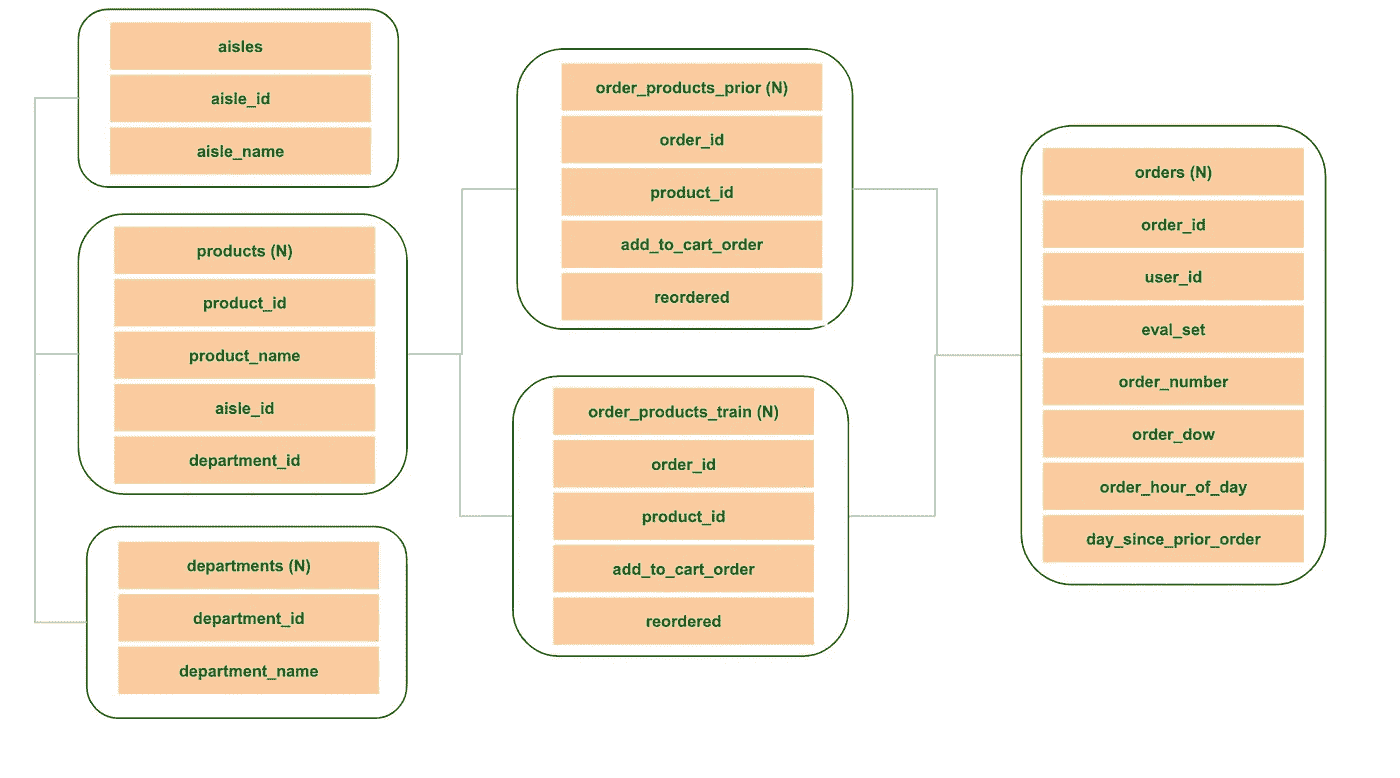 aisles
aisle_id
aisle_name
products (N)
product_id
product_name
aisle_id
department_id
departments (N)
department_id
department_name
order_products_prior (N)
order_id
product_id
add_to_cart_order
reordered
order_products_train (N)
order_id
product_id
add_to_cart_order
reordered
orders (N)
order_id
user_id
eval_set
order_number
order_dow
order_hour_of_day
day_since_prior_order